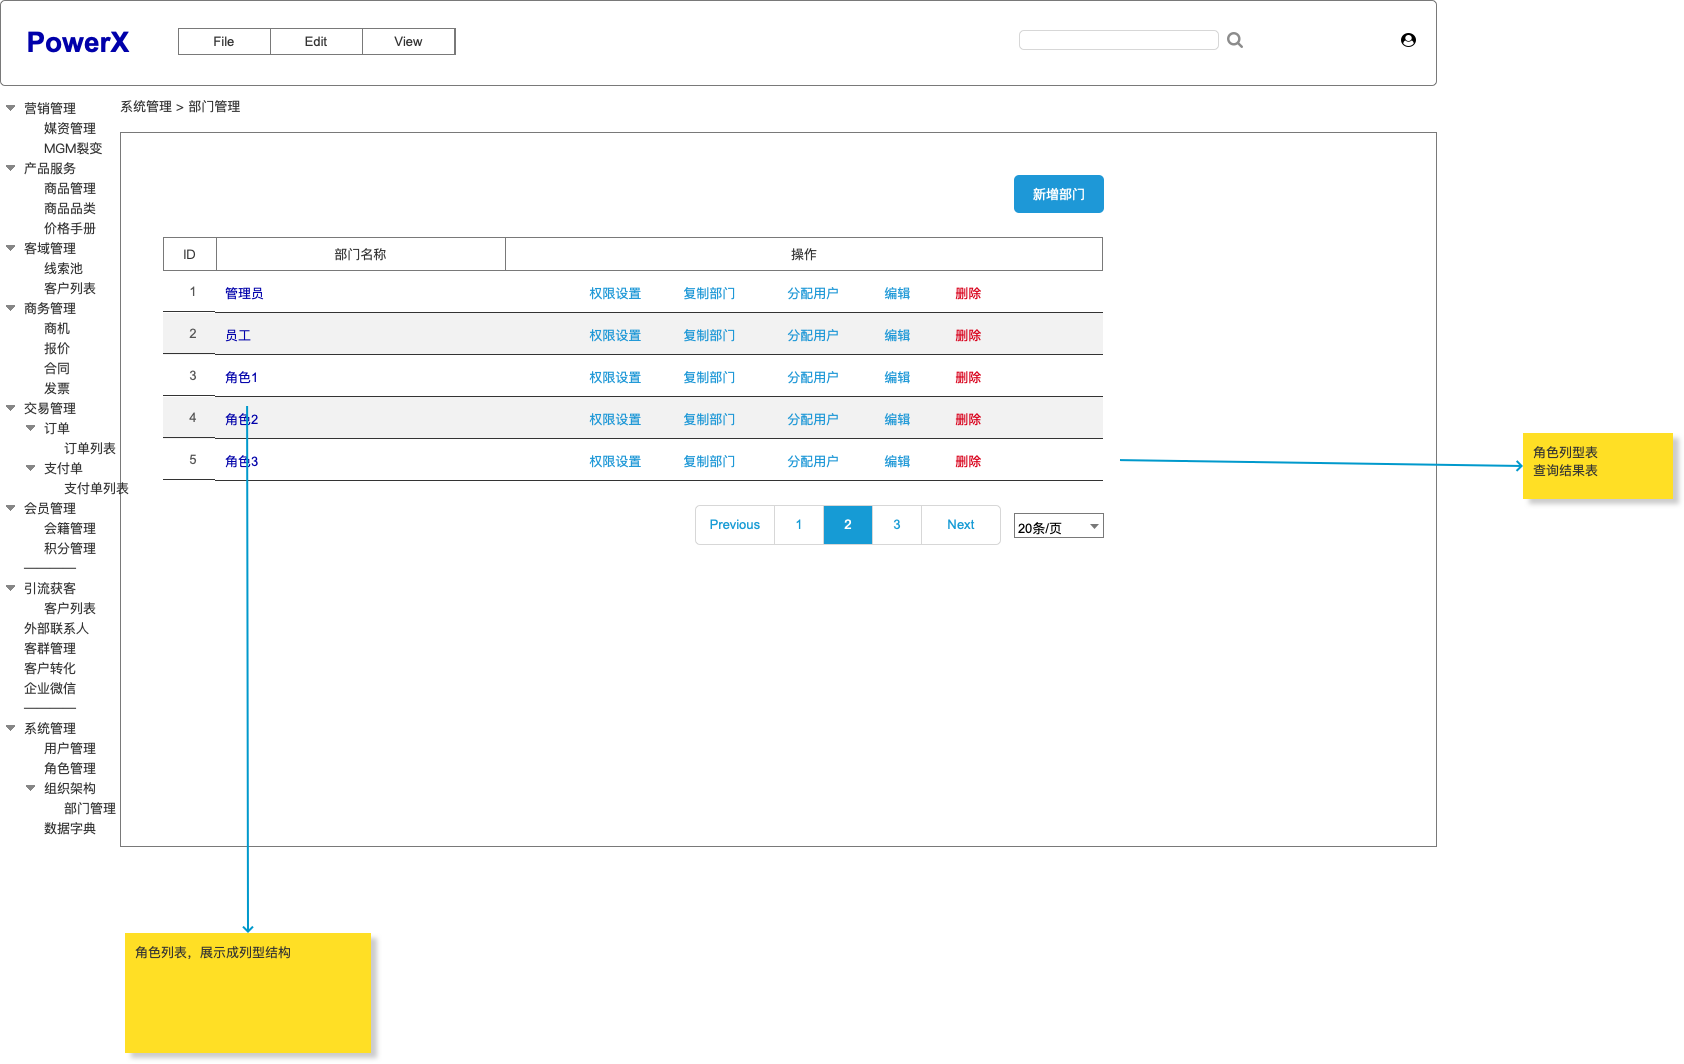 PowerX
File Edit View
系统管理 > 部门管理
营销管理
媒资管理
MGM裂变
产品服务
商品管理
商品品类
价格手册
客域管理
线索池
客户列表
商务管理
商机
报价
合同
发票
交易管理
订单
订单列表
支付单
支付单列表
会员管理
会籍管理
积分管理
引流获客
客户列表
外部联系人
客群管理
客户转化
企业微信
系统管理
用户管理
角色管理
组织架构
部门管理
数据字典
新增部门
ID 部门名称 操作
1 管理员 权限设置 复制部门 分配用户 编辑 删除
2 员工 权限设置 复制部门 分配用户 编辑 删除
3 角色1 权限设置 复制部门 分配用户 编辑 删除
4 角色2 权限设置 复制部门 分配用户 编辑 删除
5 角色3 权限设置 复制部门 分配用户 编辑 删除
Previous 1 2 3 Next 20条/页
角色列型表
查询结果表
角色列表，展示成列型结构